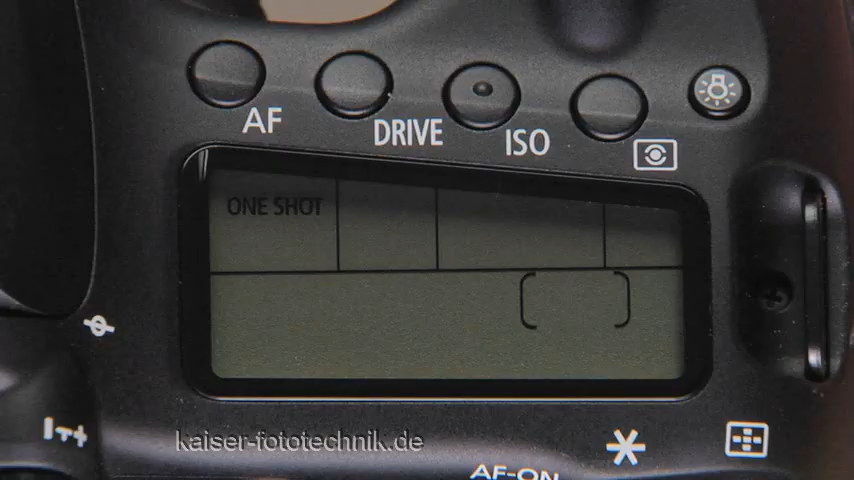 AF
DRIVE
ISO
ONE SHOT
kaiser-fototechnik.de
AF-ON